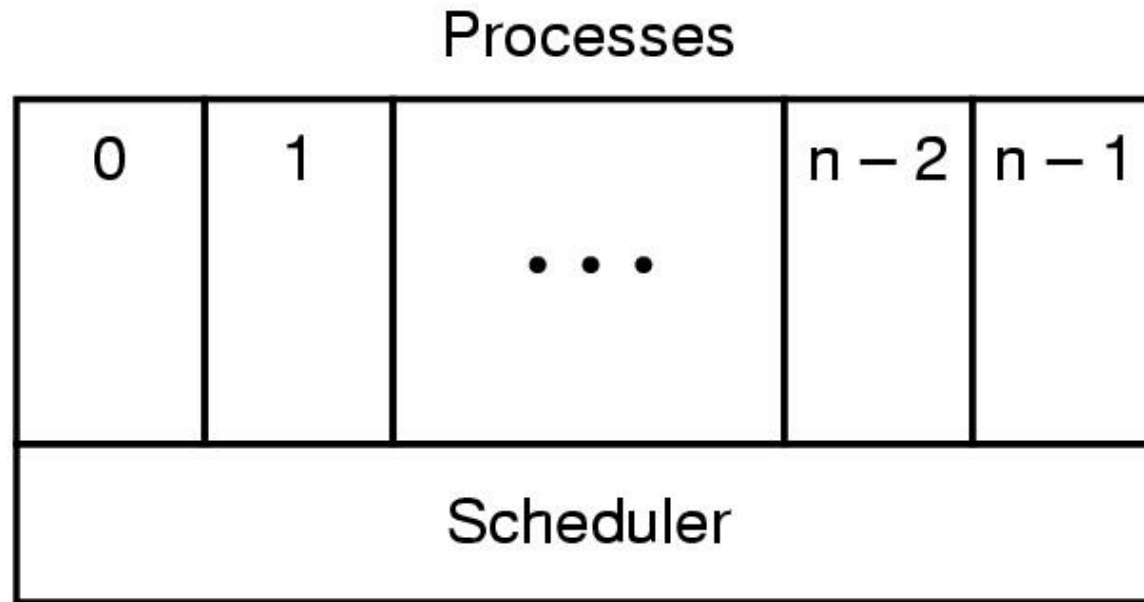 Processes
0 1 • • • n – 2 n – 1
Scheduler